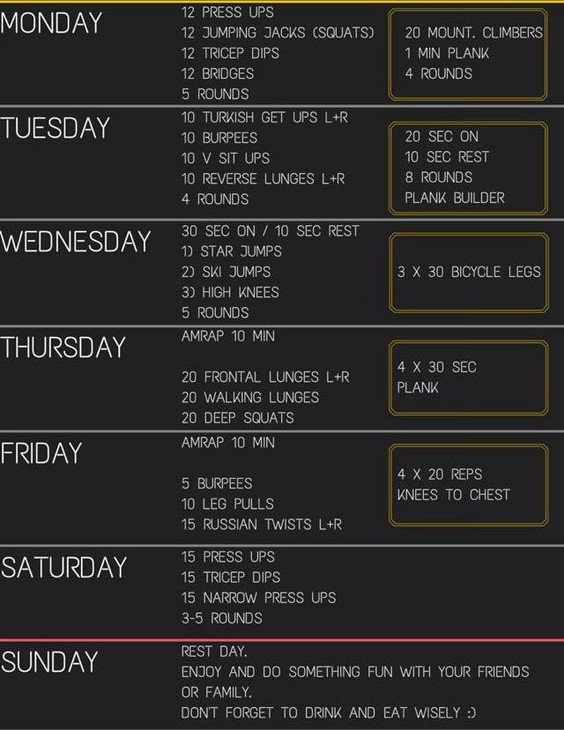 MONDAY
12 PRESS UPS
12 JUMPING JACKS (SQUATS)
12 TRICEP DIPS
12 BRIDGES
5 ROUNDS
20 MOUNT. CLIMBERS
1 MIN PLANK
4 ROUNDS
TUESDAY
10 TURKISH GET UPS L+R
10 BURPEES
10 V SIT UPS
10 REVERSE LUNGES L+R
4 ROUNDS
20 SEC ON
10 SEC REST
8 ROUNDS
PLANK BUILDER
WEDNESDAY
30 SEC ON / 10 SEC REST
1) STAR JUMPS
2) SKI JUMPS
3) HIGH KNEES
5 ROUNDS
3 X 30 BICYCLE LEGS
THURSDAY
AMRAP 10 MIN
20 FRONTAL LUNGES L+R
20 WALKING LUNGES
20 DEEP SQUATS
4 X 30 SEC
PLANK
FRIDAY
AMRAP 10 MIN
5 BURPEES
10 LEG PULLS
15 RUSSIAN TWISTS L+R
4 X 20 REPS
KNEES TO CHEST
SATURDAY
15 PRESS UPS
15 TRICEP DIPS
15 NARROW PRESS UPS
3-5 ROUNDS
SUNDAY
REST DAY.
ENJOY AND DO SOMETHING FUN WITH YOUR FRIENDS
OR FAMILY.
DON'T FORGET TO DRINK AND EAT WISELY :)